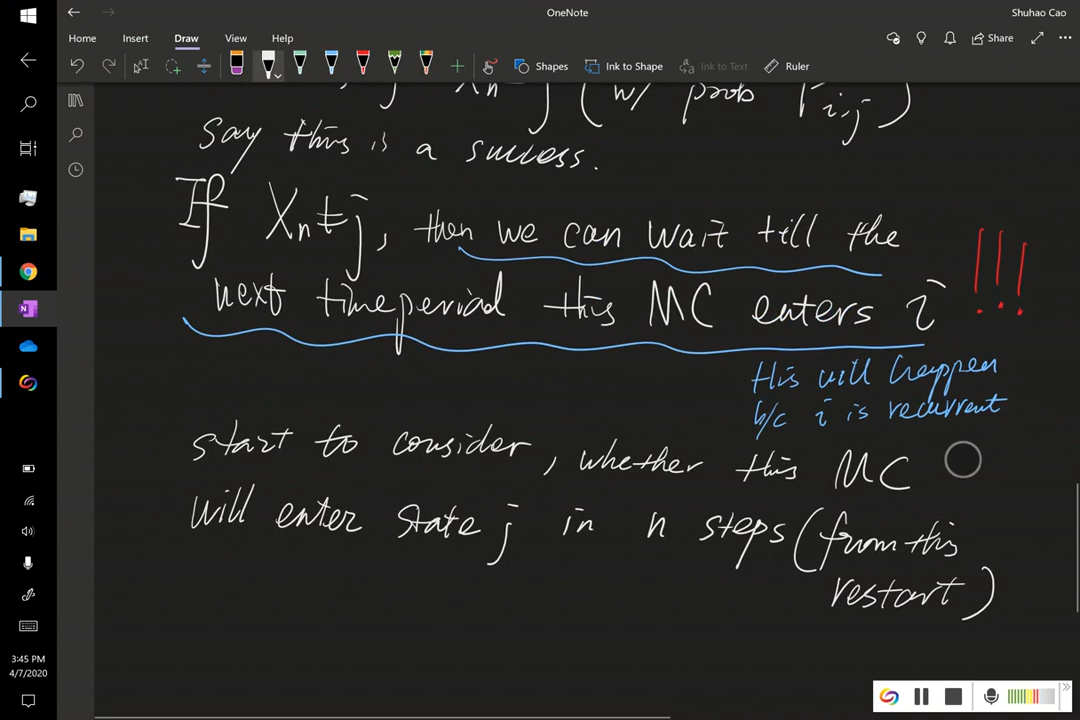 OneNote
Shuhao Cao
Home Insert Draw View Help
Share
Shapes
Ink to Shape
Ink to Text
Ruler
Xn = j (w/ prob Pi,j)
Say this is a success.
If Xn ≠ j, then we can wait till the
next timeperiod this MC enters i !!!
this will happen
b/c i is recurrent
start to consider, whether this MC
will enter state j in n steps (from this
restart)
3:45 PM
4/7/2020